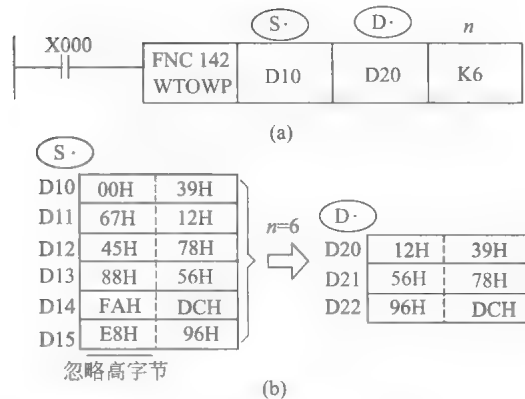 S· D· n
X000
FNC 142
WTOWP D10 D20 K6
(a)
S·
D10 00H 39H
D11 67H 12H
D12 45H 78H
D13 88H 56H
D14 FAH DCH
D15 E8H 96H
忽略高字节
n=6
D·
D20 12H 39H
D21 56H 78H
D22 96H DCH
(b)